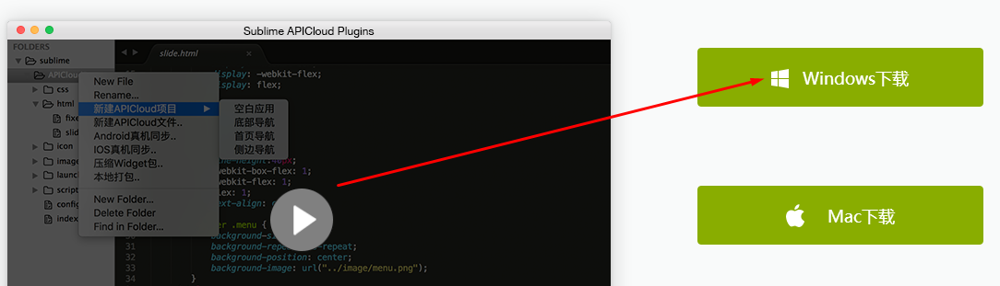 Sublime APICloud Plugins
FOLDERS
sublime
APICloud
css
html
fixe
slid
icon
image
launch
script
config
index
slide.html
New File
Rename...
新建APICloud项目
新建APICloud文件..
Android真机同步..
IOS真机同步..
压缩Widget包..
本地打包..
New Folder...
Delete Folder
Find in Folder...
空白应用
底部导航
首页导航
侧边导航
display: -webkit-flex;
display: flex;
webkit-box-flex: 1;
webkit-flex: 1;
lex: 1;
ext-align:
er .menu {
30 background-si
31 background-repe -repeat;
32 background-position: center;
33 background-image: url("../image/menu.png");
34 }
Windows下载
Mac下载